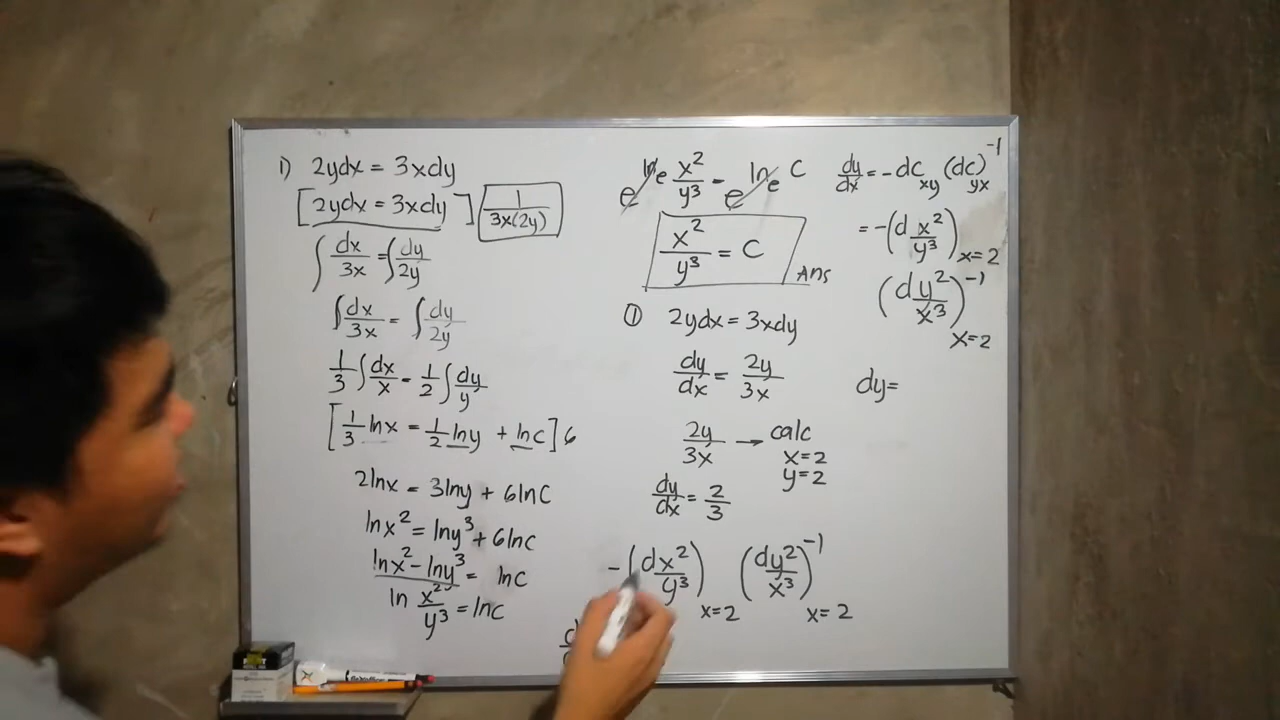 1) 2ydx = 3xdy
[2ydx = 3xdy] 1/3x(2y)
∫ dx/3x = ∫ dy/2y
∫ dx/3x = ∫ dy/2y
1/3 ∫ dx/x = 1/2 ∫ dy/y
[1/3 lnx = 1/2 lny + lnc] 6
2lnx = 3lny + 6lnC
lnx² = lny³ + 6lnc
lnx² - lny³ = lnc
ln x²/y³ = lnc
e^(lne x²/y³) = e^(lne C)
x²/y³ = C
Ans
① 2ydx = 3xdy
dy/dx = 2y/3x
2y/3x → calc
x=2
y=2
dy/dx = 2/3
-(dx²/y³) x=2 (dy²/x³)⁻¹ x=2
dy/dx = -dC xy (dC)⁻¹ yx
= -(d x²/y³) x=2
(dy²/x³)⁻¹ x=2
dy=